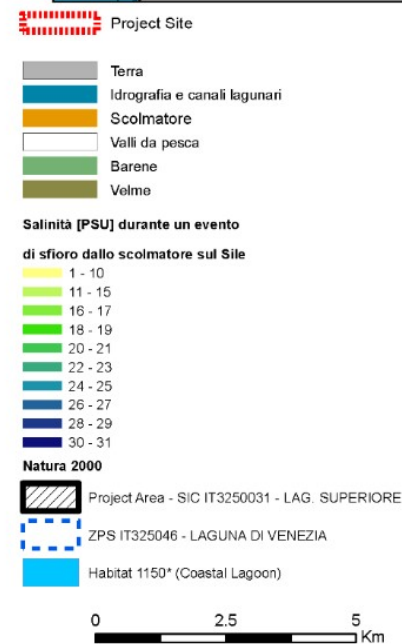 Project Site
Terra
Idrografia e canali lagunari
Scolmatore
Valli da pesca
Barene
Velme
Salinità [PSU] durante un evento
di sfioro dallo scolmatore sul Sile
1 - 10
11 - 15
16 - 17
18 - 19
20 - 21
22 - 23
24 - 25
26 - 27
28 - 29
30 - 31
Natura 2000
Project Area - SIC IT3250031 - LAG. SUPERIORE
ZPS IT325046 - LAGUNA DI VENEZIA
Habitat 1150* (Coastal Lagoon)
0 2.5 5
Km